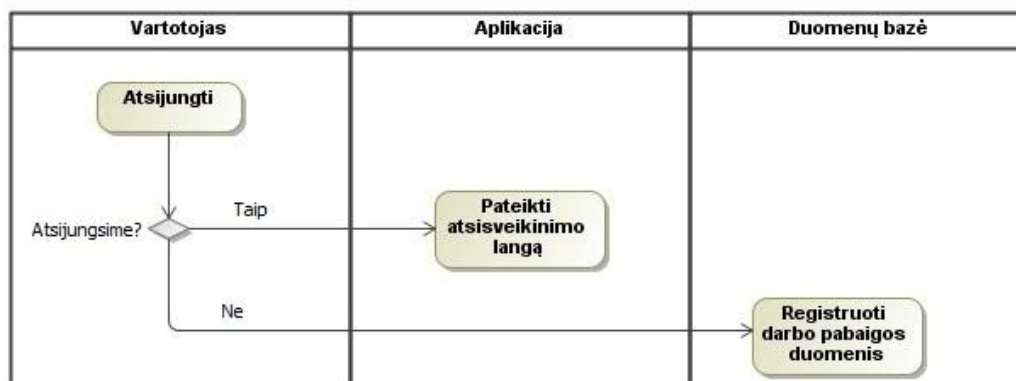 Vartotojas
Aplikacija
Duomenų bazė
Atsijungti
Atsijungsime?
Taip
Pateikti
atsisveikinimo
langą
Ne
Registruoti
darbo pabaigos
duomenis